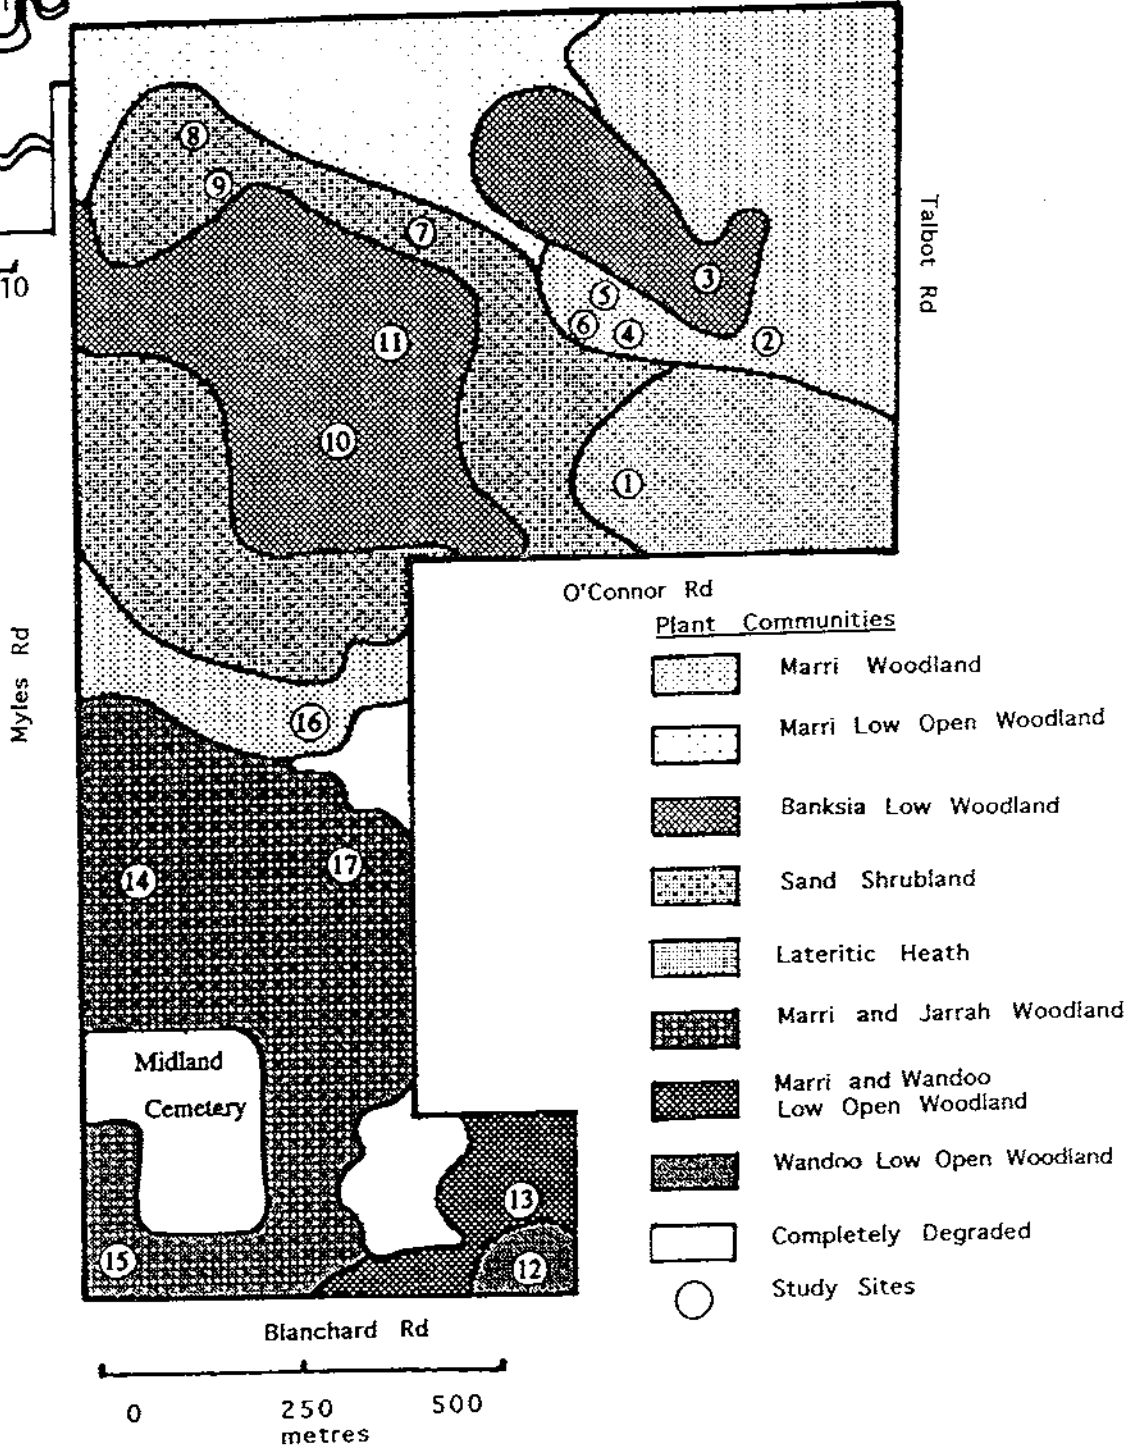 8
9
7
Talbot Rd
10
3
5
6
4
2
11
10
1
O'Connor Rd
Plant Communities
Marri Woodland
Myles Rd
16
Marri Low Open Woodland
Banksia Low Woodland
14
17
Sand Shrubland
Lateritic Heath
Marri and Jarrah Woodland
Midland
Cemetery
Marri and Wandoo
Low Open Woodland
Wandoo Low Open Woodland
13
15
12
Completely Degraded
Study Sites
Blanchard Rd
0 250 500
metres